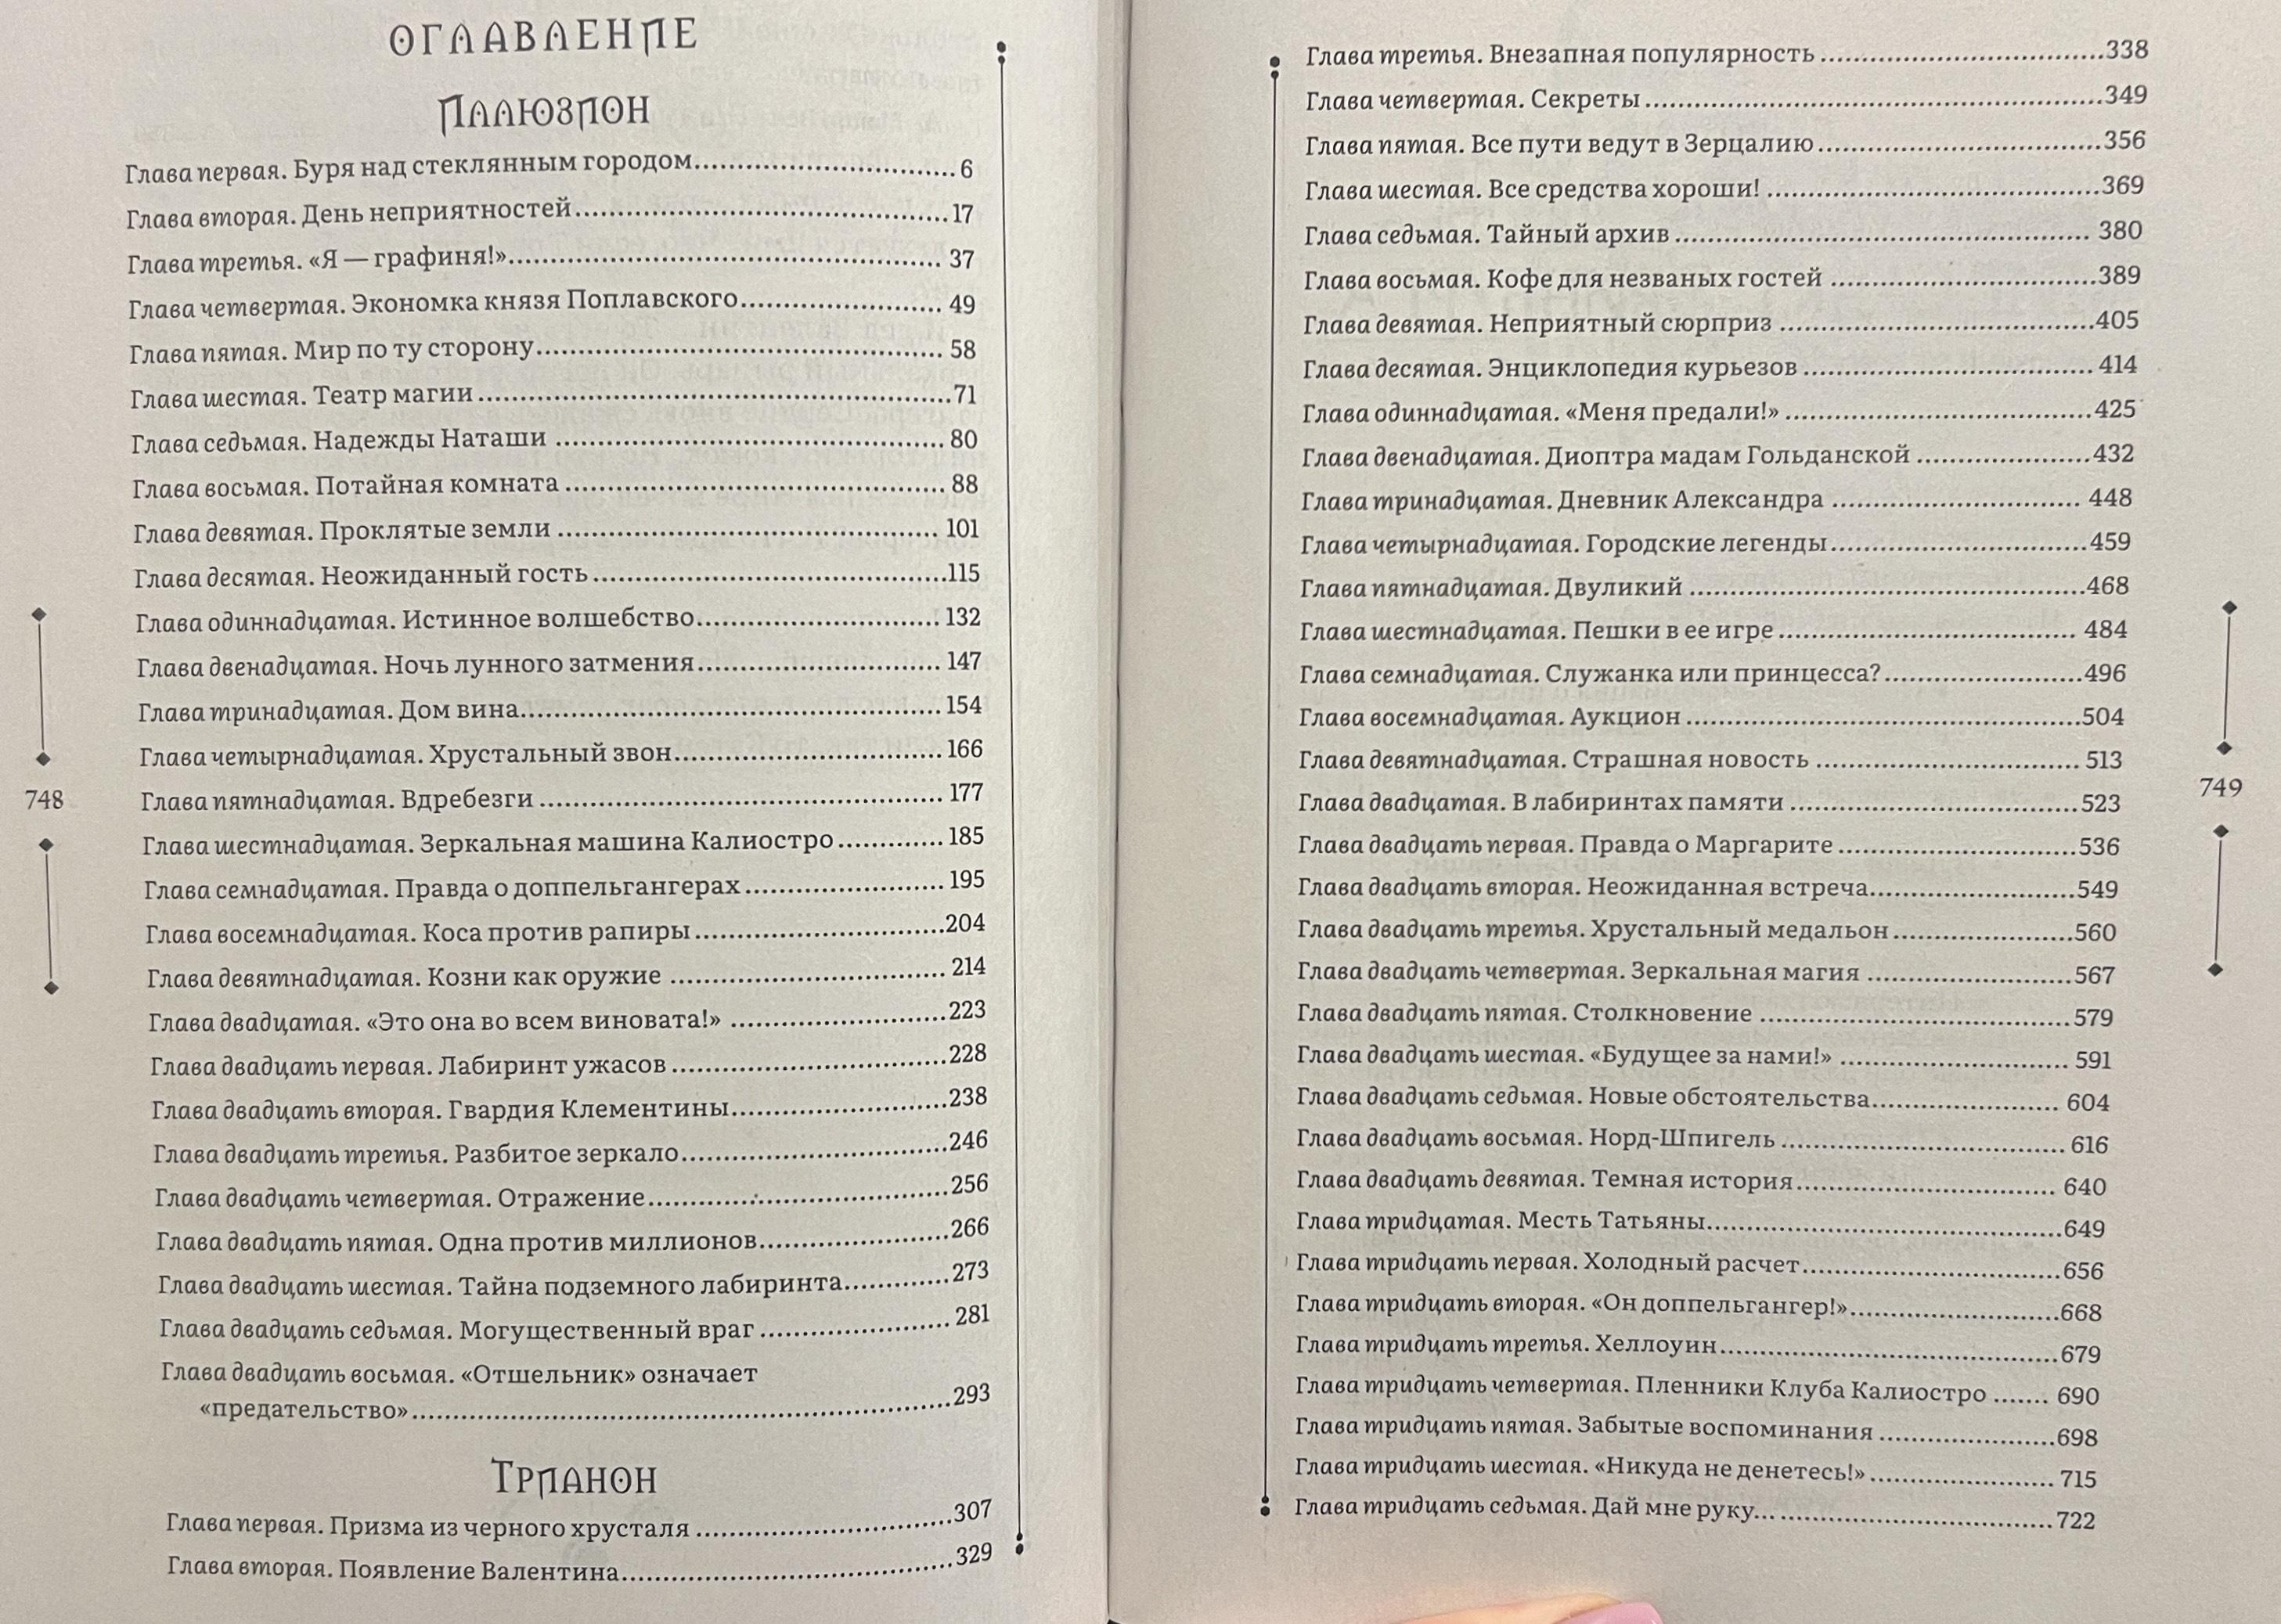 ОГЛАВЛЕНИЕ
Иллюзион
Глава первая. Буря над стеклянным городом.....6
Глава вторая. День неприятностей.....17
Глава третья. «Я — графиня!».....37
Глава четвертая. Экономка князя Поплавского.....49
Глава пятая. Мир по ту сторону.....58
Глава шестая. Театр магии.....71
Глава седьмая. Надежды Наташи.....80
Глава восьмая. Потайная комната.....88
Глава девятая. Проклятые земли.....101
Глава десятая. Неожиданный гость.....115
Глава одиннадцатая. Истинное волшебство.....132
Глава двенадцатая. Ночь лунного затмения.....147
Глава тринадцатая. Дом вина.....154
Глава четырнадцатая. Хрустальный звон.....166
Глава пятнадцатая. Вдребезги.....177
Глава шестнадцатая. Зеркальная машина Калиостро.....185
Глава семнадцатая. Правда о доппельгангерах.....195
Глава восемнадцатая. Коса против рапиры.....204
Глава девятнадцатая. Козни как оружие.....214
Глава двадцатая. «Это она во всем виновата!».....223
Глава двадцать первая. Лабиринт ужасов.....228
Глава двадцать вторая. Гвардия Клементины.....238
Глава двадцать третья. Разбитое зеркало.....246
Глава двадцать четвертая. Отражение.....256
Глава двадцать пятая. Одна против миллионов.....266
Глава двадцать шестая. Тайна подземного лабиринта.....273
Глава двадцать седьмая. Могущественный враг.....281
Глава двадцать восьмая. «Отшельник» означает
«предательство».....293
Трианон
Глава первая. Призма из черного хрусталя.....307
Глава вторая. Появление Валентина.....329
748
Глава третья. Внезапная популярность.....338
Глава четвертая. Секреты.....349
Глава пятая. Все пути ведут в Зерцалию.....356
Глава шестая. Все средства хороши!.....369
Глава седьмая. Тайный архив.....380
Глава восьмая. Кофе для незваных гостей.....389
Глава девятая. Неприятный сюрприз.....405
Глава десятая. Энциклопедия курьезов.....414
Глава одиннадцатая. «Меня предали!».....425
Глава двенадцатая. Диоптра мадам Гольданской.....432
Глава тринадцатая. Дневник Александра.....448
Глава четырнадцатая. Городские легенды.....459
Глава пятнадцатая. Двуликий.....468
Глава шестнадцатая. Пешки в ее игре.....484
Глава семнадцатая. Служанка или принцесса?.....496
Глава восемнадцатая. Аукцион.....504
Глава девятнадцатая. Страшная новость.....513
Глава двадцатая. В лабиринтах памяти.....523
Глава двадцать первая. Правда о Маргарите.....536
Глава двадцать вторая. Неожиданная встреча.....549
Глава двадцать третья. Хрустальный медальон.....560
Глава двадцать четвертая. Зеркальная магия.....567
Глава двадцать пятая. Столкновение.....579
Глава двадцать шестая. «Будущее за нами!».....591
Глава двадцать седьмая. Новые обстоятельства.....604
Глава двадцать восьмая. Норд-Шпигель.....616
Глава двадцать девятая. Темная история.....640
Глава тридцатая. Месть Татьяны.....649
Глава тридцать первая. Холодный расчет.....656
Глава тридцать вторая. «Он доппельгангер!».....668
Глава тридцать третья. Хеллоуин.....679
Глава тридцать четвертая. Пленники Клуба Калиостро.....690
Глава тридцать пятая. Забытые воспоминания.....698
Глава тридцать шестая. «Никуда не денетесь!».....715
Глава тридцать седьмая. Дай мне руку........722
749